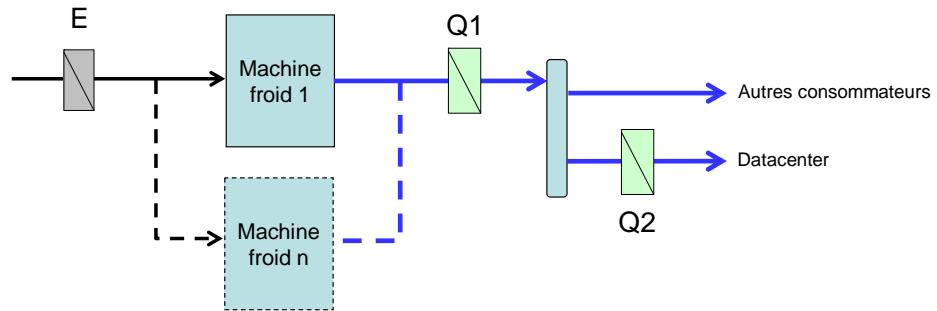 E
Q1
Machine
froid 1
Autres consommateurs
Datacenter
Machine
froid n
Q2